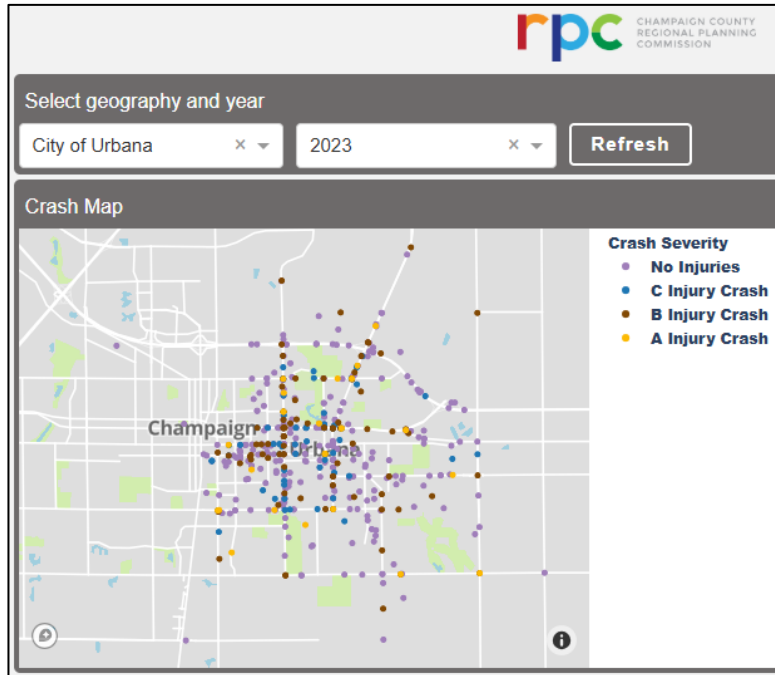 rpc
CHAMPAIGN COUNTY
REGIONAL PLANNING
COMMISSION
Select geography and year
City of Urbana × 2023 × Refresh
Crash Map
Crash Severity
No Injuries
C Injury Crash
B Injury Crash
A Injury Crash
Champaign
Urbana